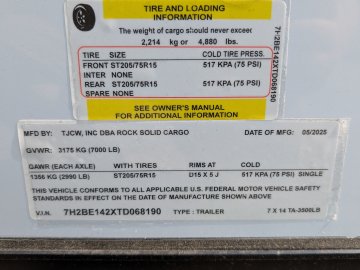 TIRE AND LOADING
INFORMATION
The weight of cargo should never exceed
2,214 kg or 4,880 lbs.
TIRE SIZE COLD TIRE PRESS.
FRONT ST205/75R15 517 KPA (75 PSI)
INTER NONE
REAR ST205/75R15 517 KPA (75 PSI)
SPARE NONE
SEE OWNER'S MANUAL
FOR ADDITIONAL INFORMATION
7H2BE142XTD068190
MFD BY: TJCW, INC DBA ROCK SOLID CARGO DATE OF MFG: 05/2025
GVWR: 3175 KG (7000 LB)
GAWR (EACH AXLE) WITH TIRES RIMS AT COLD
1356 KG (2990 LB) ST205/75R15 D15 X 5 J 517 KPA (75 PSI) SINGLE
THIS VEHICLE CONFORMS TO ALL APPLICABLE U.S. FEDERAL MOTOR VEHICLE SAFETY
STANDARDS IN EFFECT ON THE DATE OF MANUFACTURE SHOWN ABOVE
V.I.N. 7H2BE142XTD068190 TYPE : TRAILER 7 X 14 TA-3500LB